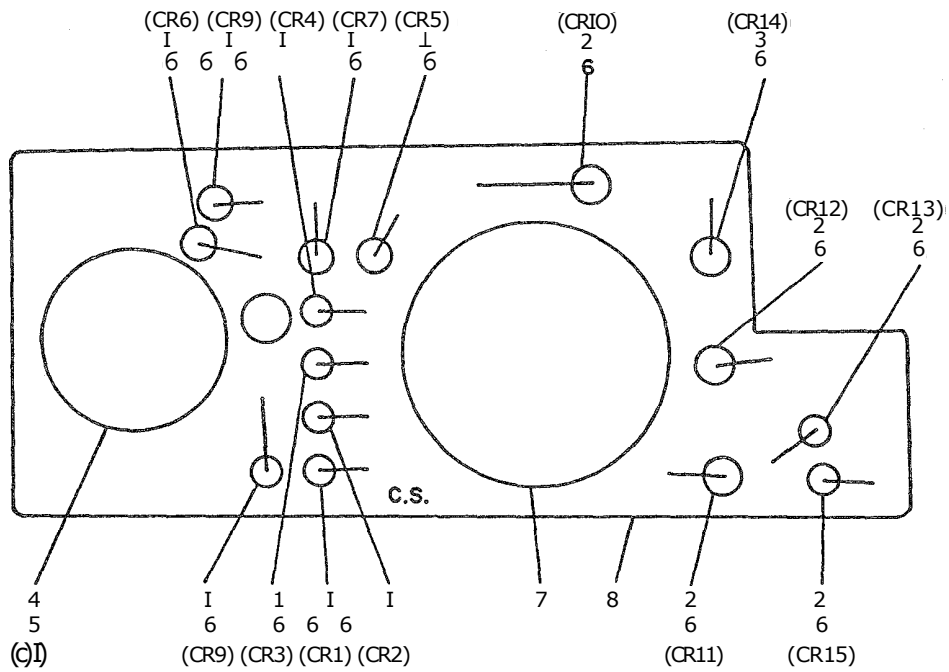 (CR6) (CR9) (CR4) (CR7) (CR5) (CRIO) (CR14)
I I I I ⊥ 2 3
6 6 6 6 6 6 6
(CR12) (CR13)
2 2
6 6
C.S.
4 I 1 I I 7 8 2 2
5 6 6 6 6 6 6
(C)I) (CR9) (CR3) (CR1) (CR2) (CR11) (CR15)